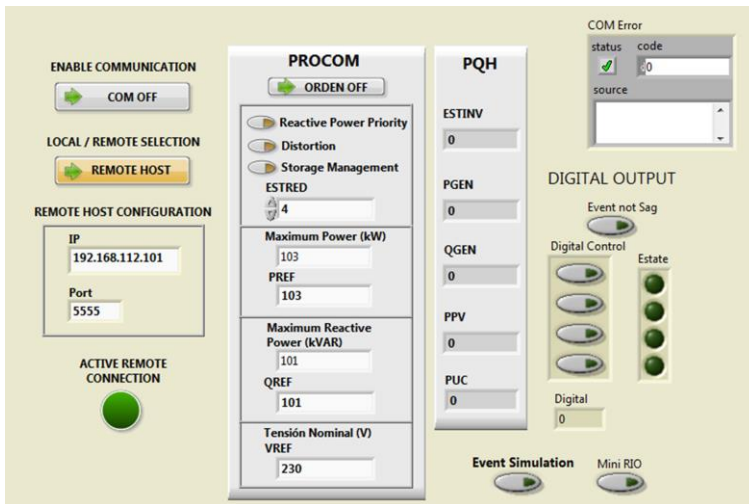 ENABLE COMMUNICATION
COM OFF
LOCAL / REMOTE SELECTION
REMOTE HOST
REMOTE HOST CONFIGURATION
IP
192.168.112.101
Port
5555
ACTIVE REMOTE
CONNECTION
PROCOM
ORDEN OFF
Reactive Power Priority
Distortion
Storage Management
ESTRED
4
Maximum Power (kW)
103
PREF
103
Maximum Reactive
Power (kVAR)
101
QREF
101
Tensión Nominal (V)
VREF
230
PQH
ESTINV
0
PGEN
0
QGEN
0
PPV
0
PUC
0
COM Error
status code
0
source
DIGITAL OUTPUT
Event not Sag
Digital Control
Estate
Digital
0
Event Simulation
Mini RIO